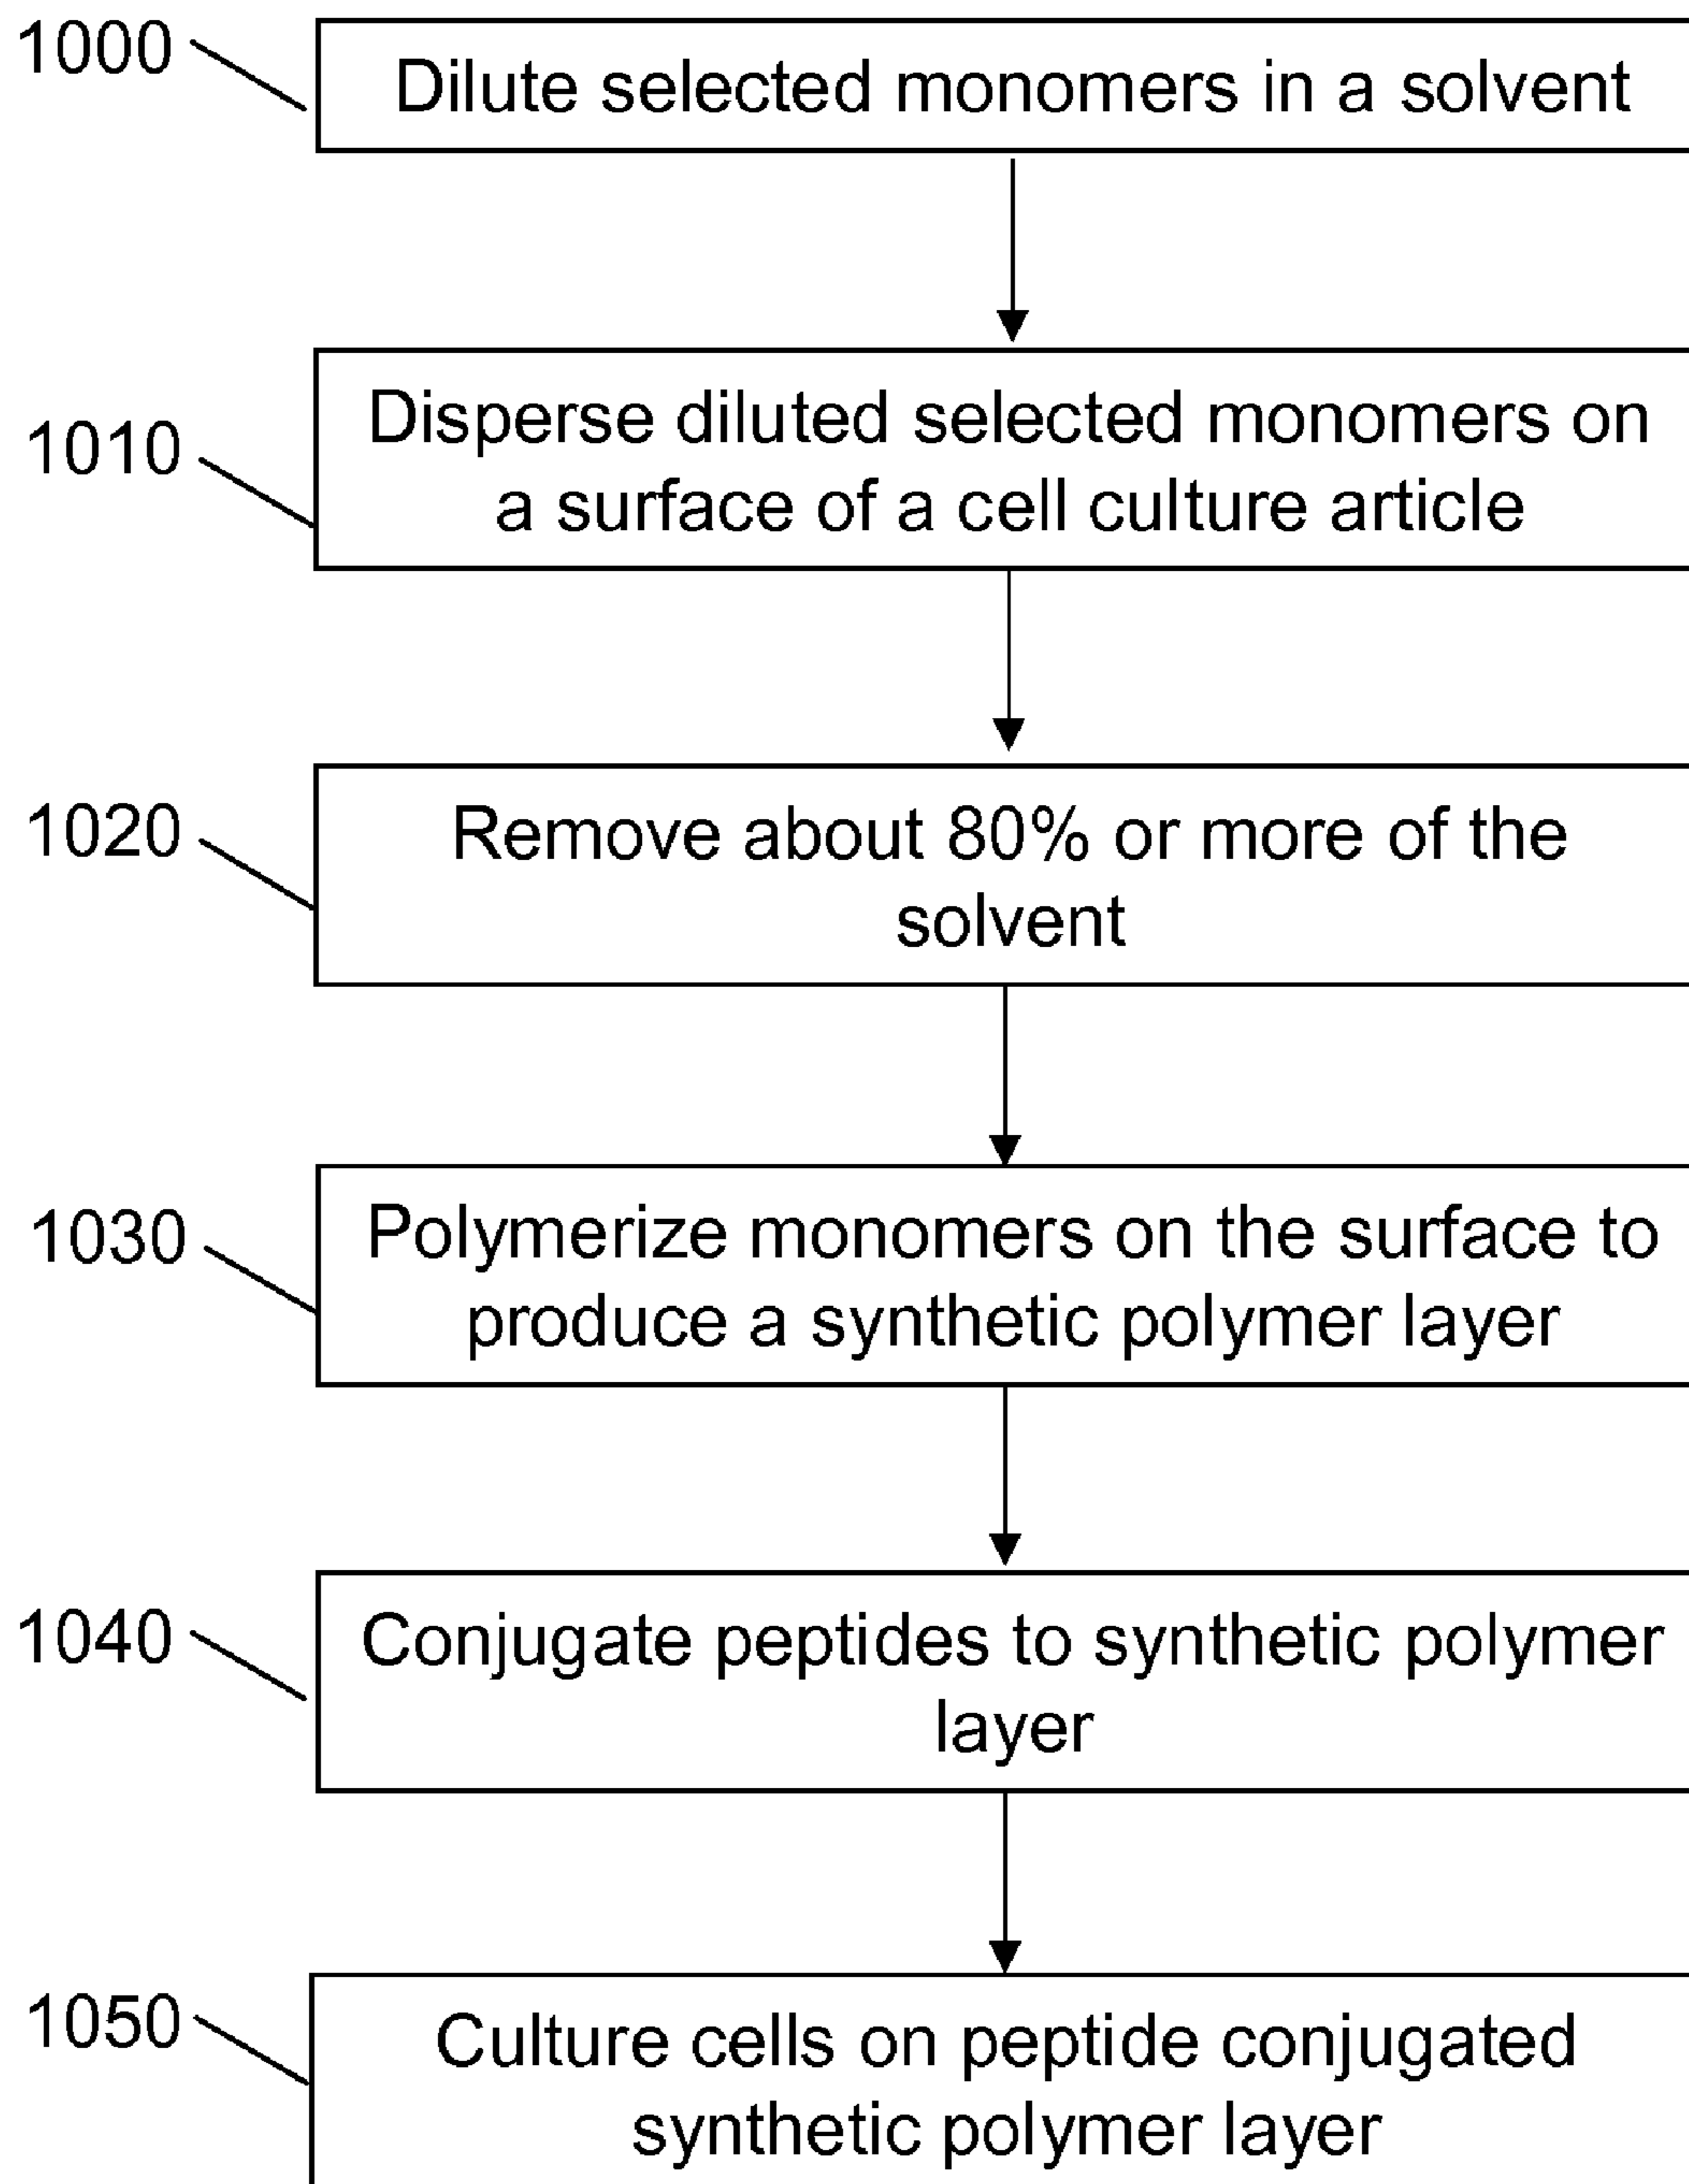 1000
Dilute selected monomers in a solvent
1010
Disperse diluted selected monomers on
a surface of a cell culture article
1020
Remove about 80% or more of the
solvent
1030
Polymerize monomers on the surface to
produce a synthetic polymer layer
1040
Conjugate peptides to synthetic polymer
layer
1050
Culture cells on peptide conjugated
synthetic polymer layer